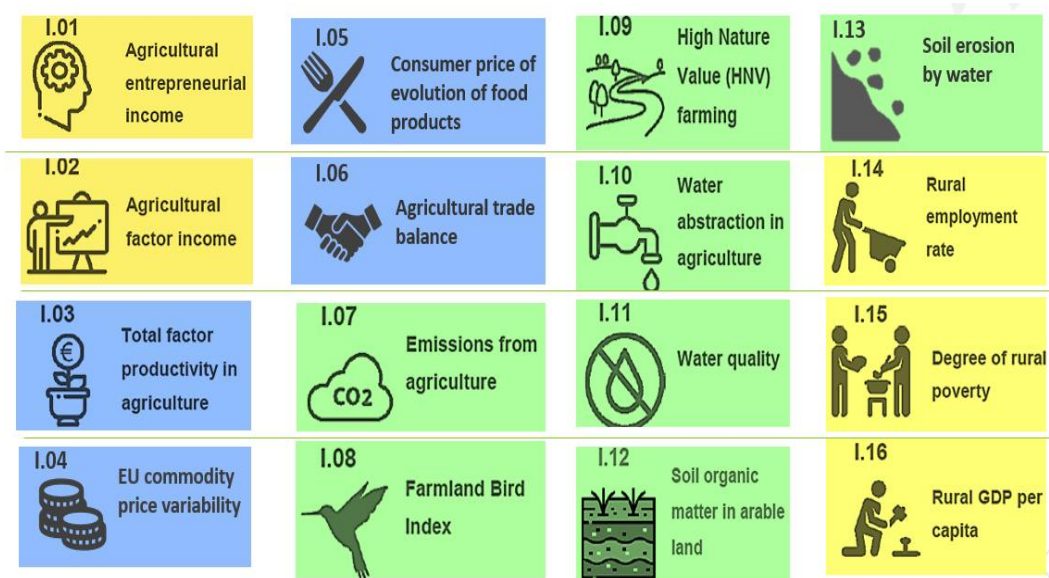 I.01
Agricultural
entrepreneurial
income
I.02
Agricultural
factor income
I.03
Total factor
productivity in
agriculture
€
I.04
EU commodity
price variability
I.05
Consumer price of
evolution of food
products
I.06
Agricultural trade
balance
I.07
Emissions from
agriculture
CO2
I.08
Farmland Bird
Index
I.09
High Nature
Value (HNV)
farming
I.10
Water
abstraction in
agriculture
I.11
Water quality
I.12
Soil organic
matter in arable
land
I.13
Soil erosion
by water
I.14
Rural
employment
rate
I.15
Degree of rural
poverty
I.16
Rural GDP per
capita